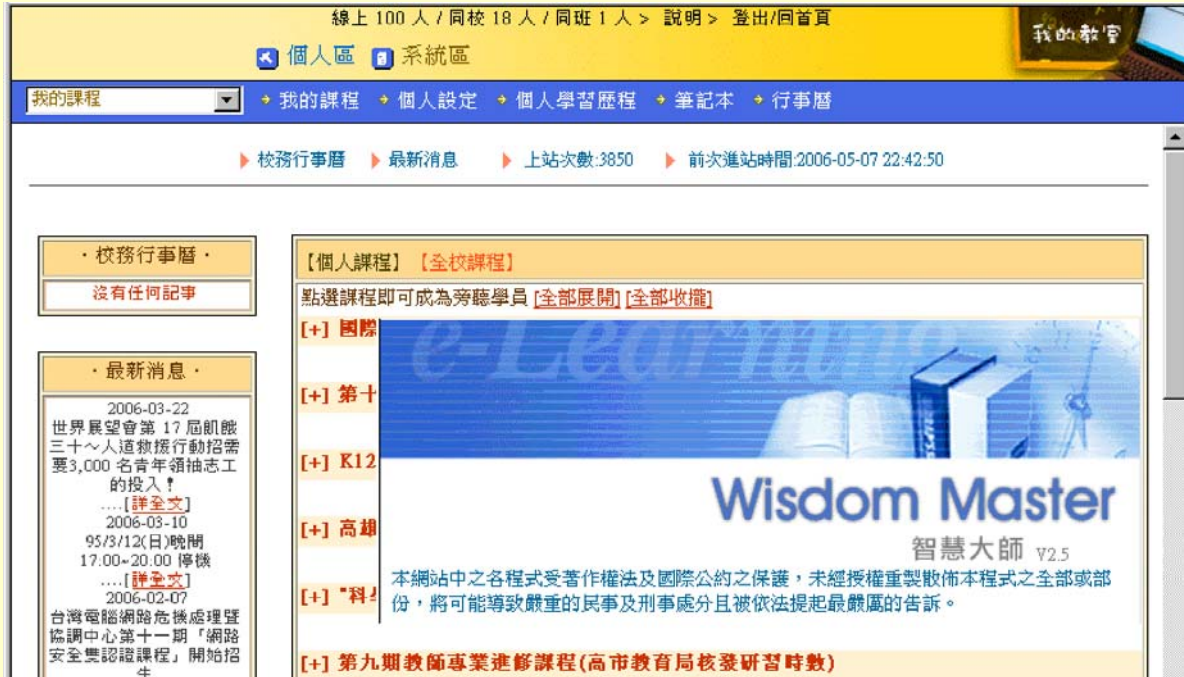 線上 100 人 / 同校 18 人 / 同班 1 人 > 說明 > 登出/回首頁
我的教室
個人區 系統區
我的課程
我的課程 個人設定 個人學習歷程 筆記本 行事曆
校務行事曆 最新消息 上站次數:3850 前次進站時間:2006-05-07 22:42:50
·校務行事曆·
沒有任何記事
·最新消息·
2006-03-22
世界展望會第 17 屆飢餓
三十～人道救援行動招需
要3,000 名青年領袖志工
的投入！
....[詳全文]
2006-03-10
95/3/12(日)晚間
17:00~20:00 停機
....[詳全文]
2006-02-07
台灣電腦網路危機處理暨
協調中心第十一期「網路
安全雙認證課程」開始招
生
【個人課程】【全校課程】
點選課程即可成為旁聽學員 [全部展開] [全部收攏]
[+] 國際
e-Learning
[+] 第十
[+] K12
Wisdom Master
[+] 高雄
智慧大師 V2.5
本網站中之各程式受著作權法及國際公約之保護，未經授權重製散佈本程式之全部或部
[+] "科
份，將可能導致嚴重的民事及刑事處分且被依法提起最嚴厲的告訴。
[+] 第九期教師專業進修課程(高市教育局核發研習時數)